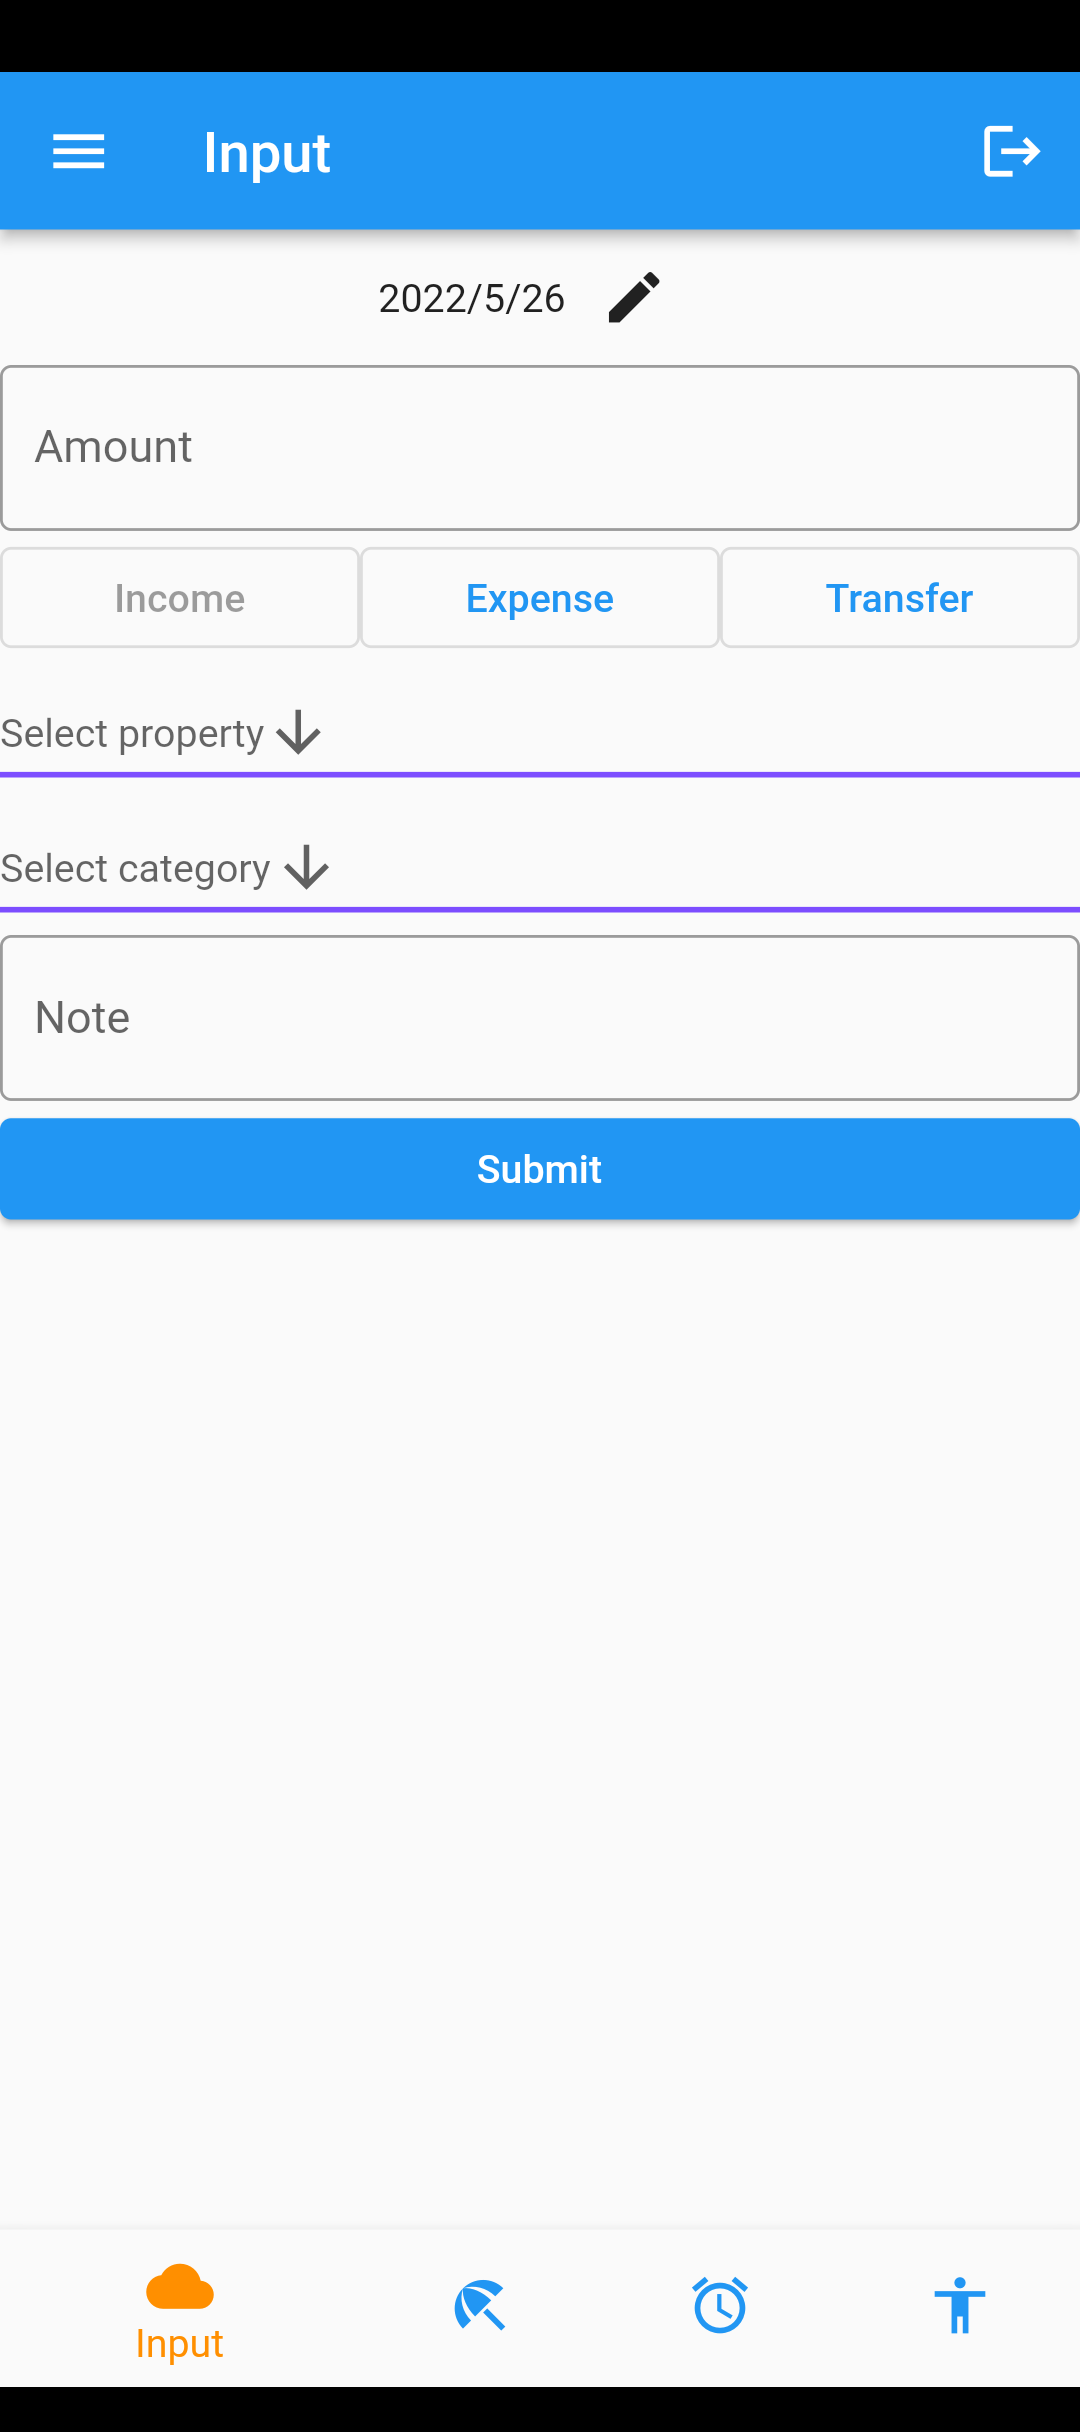 Input
2022/5/26
Amount
Income Expense Transfer
Select property
Select category
Note
Submit
Input